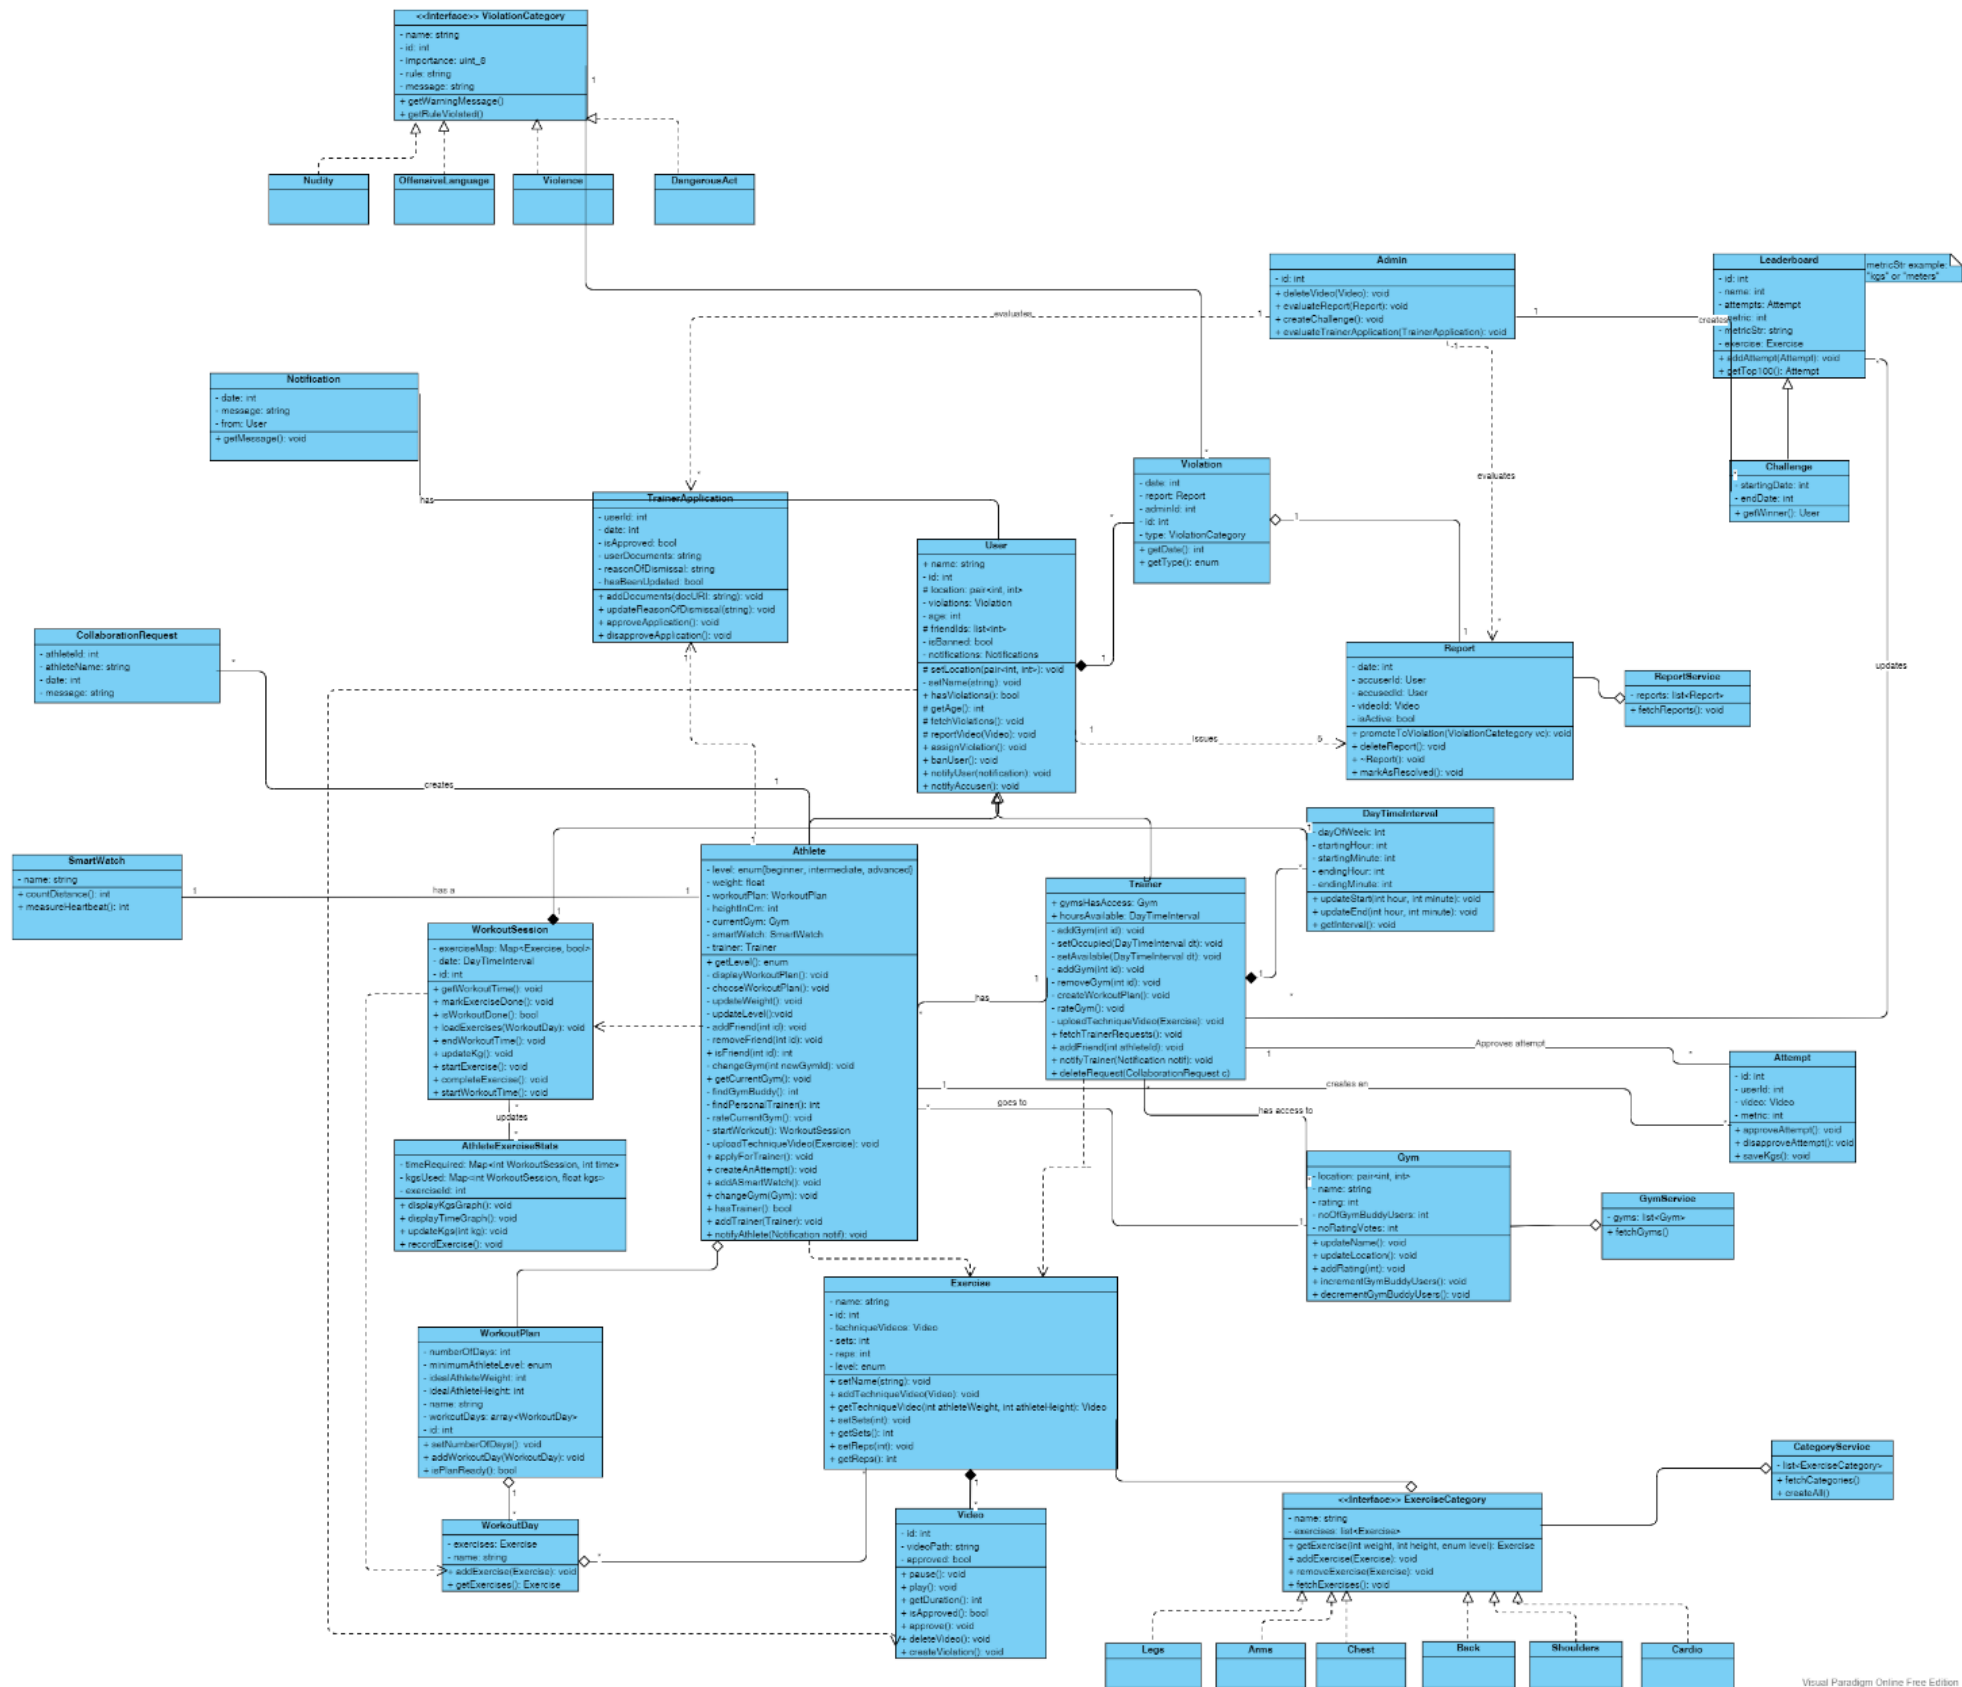 <<Interface>> ViolationCategory
- name: string
- id: int
- importance: uint_8
- rule: string
- message: string
+ getWarningMessage()
+ getRuleViolated()
1
Nudity
OffensiveLanguage
Violence
DangerousAct
Admin
- id: int
+ deleteVideo(Video): void
+ evaluateReport(Report): void
+ createChallenge(): void
+ evaluateTrainerApplication(TrainerApplication): void
1
evaluates
1
creates
1
evaluates
*
*
Leaderboard
- id: int
- name: int
- attempts: Attempt
- metric: int
- metricStr: string
- exercise: Exercise
+ addAttempt(Attempt): void
+ getTop100(): Attempt
metricStr example:
"kgs" or "meters"
*
updates
Challenge
- startingDate: int
- endDate: int
+ getWinner(): User
*
Notification
- date: int
- message: string
- from: User
+ getMessage(): void
has
TrainerApplication
- userId: int
- date: int
- isApproved: bool
- userDocuments: string
- reasonOfDismissal: string
- hasBeenUpdated: bool
+ addDocuments(docURI: string): void
+ updateReasonOfDismissal(string): void
+ approveApplication(): void
+ disapproveApplication(): void
1
1
Violation
- date: int
- report: Report
- adminId: int
- id: int
- type: ViolationCategory
+ getDate(): int
+ getType(): enum
*
*
1
1
1
User
+ name: string
- id: int
# location: pair<int, int>
- violations: Violation
- age: int
# friendIds: list<int>
- isBanned: bool
- notifications: Notifications
# setLocation(pair<int, int>): void
- setName(string): void
+ hasViolations(): bool
# getAge(): int
# fetchViolations(): void
# reportVideo(Video): void
+ assignViolation(): void
+ banUser(): void
+ notifyUser(notification): void
+ notifyAccuser(): void
1
issues
5
Report
- date: int
- accuserId: User
- accusedId: User
- videoId: Video
- isActive: bool
+ promoteToViolation(ViolationCatetegory vc): void
+ deleteReport(): void
+ ~Report(): void
+ markAsResolved(): void
ReportService
- reports: list<Report>
+ fetchReports(): void
CollaborationRequest
- athleteId: int
- athleteName: string
- date: int
- message: string
*
creates
1
SmartWatch
- name: string
+ countDistance(): int
+ measureHeartbeat(): int
1
has a
1
DayTimeInterval
- dayOfWeek: int
- startingHour: int
- startingMinute: int
- endingHour: int
- endingMinute: int
+ updateStart(int hour, int minute): void
+ updateEnd(int hour, int minute): void
+ getInterval(): void
1
*
1
1
WorkoutSession
- exerciseMap: Map<Exercise, bool>
- date: DayTimeInterval
- id: int
+ getWorkoutTime(): void
+ markExerciseDone(): void
+ isWorkoutDone(): bool
+ loadExercises(WorkoutDay): void
+ endWorkoutTime(): void
+ updateKg(): void
+ startExercise(): void
+ completeExercise(): void
+ startWorkoutTime(): void
*
updates
*
AthleteExerciseStats
- timeRequired: Map<int WorkoutSession, int time>
- kgsUsed: Map<int WorkoutSession, float kgs>
- exerciseId: int
+ displayKgsGraph(): void
+ displayTimeGraph(): void
+ updateKgs(int kg): void
+ recordExercise(): void
Athlete
- level: enum{beginner, intermediate, advanced}
- weight: float
- workoutPlan: WorkoutPlan
- heightInCm: int
- currentGym: Gym
- smartWatch: SmartWatch
- trainer: Trainer
+ getLevel(): enum
- displayWorkoutPlan(): void
- chooseWorkoutPlan(): void
- updateWeight(): void
- updateLevel():void
- addFriend(int id): void
- removeFriend(int id): void
+ isFriend(int id): int
- changeGym(int newGymId): void
+ getCurrentGym(): void
- findGymBuddy(): int
- findPersonalTrainer(): int
- rateCurrentGym(): void
- startWorkout(): WorkoutSession
- uploadTechniqueVideo(Exercise): void
+ applyForTrainer(): void
+ createAnAttempt(): void
+ addASmartWatch(): void
+ changeGym(Gym): void
+ hasTrainer(): bool
+ addTrainer(Trainer): void
+ notifyAthlete(Notification notif): void
1
has
*
Trainer
+ gymsHasAccess: Gym
+ hoursAvailable: DayTimeInterval
- addGym(int id): void
- setOccupied(DayTimeInterval dt): void
- setAvailable(DayTimeInterval dt): void
- addGym(int id): void
- removeGym(int id): void
- createWorkoutPlan(): void
- rateGym(): void
- uploadTechniqueVideo(Exercise): void
+ fetchTrainerRequests(): void
+ addFriend(int athleteId): void
+ notifyTrainer(Notification notif): void
+ deleteRequest(CollaborationRequest c)
*
1
Approves attempt
*
1
creates an
*
*
goes to
1
*
has access to
*
Attempt
- id: int
- userId: int
- video: Video
- metric: int
+ approveAttempt(): void
+ disapproveAttempt(): void
+ saveKgs(): void
Gym
- location: pair<int, int>
- name: string
- rating: int
- noOfGymBuddyUsers: int
- noRatingVotes: int
+ updateName(): void
+ updateLocation(): void
+ addRating(int): void
+ incrementGymBuddyUsers(): void
+ decrementGymBuddyUsers(): void
GymService
- gyms: list<Gym>
+ fetchGyms()
WorkoutPlan
- numberOfDays: int
- minimumAthleteLevel: enum
- idealAthleteWeight: int
- idealAthleteHeight: int
- name: string
- workoutDays: array<WorkoutDay>
- id: int
+ setNumberOfDays(): void
+ addWorkoutDay(WorkoutDay): void
+ isPlanReady(): bool
1
*
WorkoutDay
- exercises: Exercise
- name: string
+ addExercise(Exercise): void
+ getExercises(): Exercise
*
*
Exercise
- name: string
- id: int
- techniqueVideos: Video
- sets: int
- reps: int
- level: enum
+ setName(string): void
+ addTechniqueVideo(Video): void
+ getTechniqueVideo(int athleteWeight, int athleteHeight): Video
+ setSets(int): void
+ getSets(): int
+ setReps(int): void
+ getReps(): int
1
*
Video
- id: int
- videoPath: string
- approved: bool
+ pause(): void
+ play(): void
+ getDuration(): int
+ isApproved(): bool
+ approve(): void
+ deleteVideo(): void
+ createViolation(): void
<<Interface>> ExerciseCategory
- name: string
- exercises: list<Exercise>
+ getExercise(int weight, int height, enum level): Exercise
+ addExercise(Exercise): void
+ removeExercise(Exercise): void
+ fetchExercises(): void
CategoryService
- list<ExerciseCategory>
+ fetchCategories()
+ createAll()
Legs
Arms
Chest
Back
Shoulders
Cardio
Visual Paradigm Online Free Edition